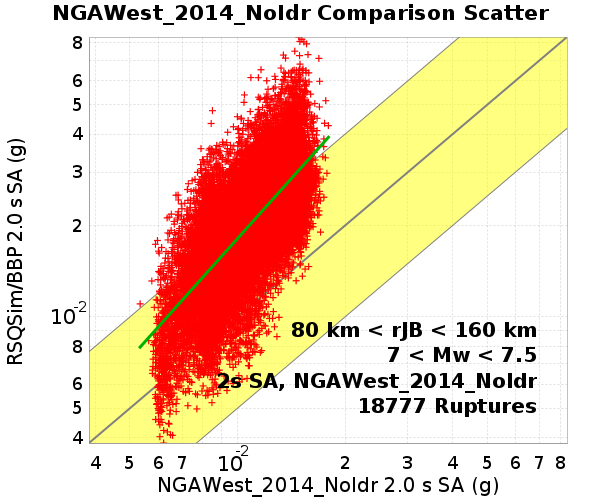 NGAWest_2014_NoIdr Comparison Scatter
RSQSim/BBP 2.0 s SA (g)
8
6
5
4
3
2
10-2
8
6
5
4
80 km < rJB < 160 km
7 < Mw < 7.5
2s SA, NGAWest_2014_NoIdr
18777 Ruptures
4 5 6 7 10-2 2 3 4 5 6 7 8
NGAWest_2014_NoIdr 2.0 s SA (g)